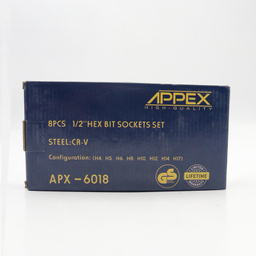 APPEX
HIGH-QUALITY
8PCS 1/2"HEX BIT SOCKETS SET
STEEL:CR-V
Configuration: (H4, H5, H6, H8, H10, H12, H14, H17)
APX-6018
GS
LIFETIME